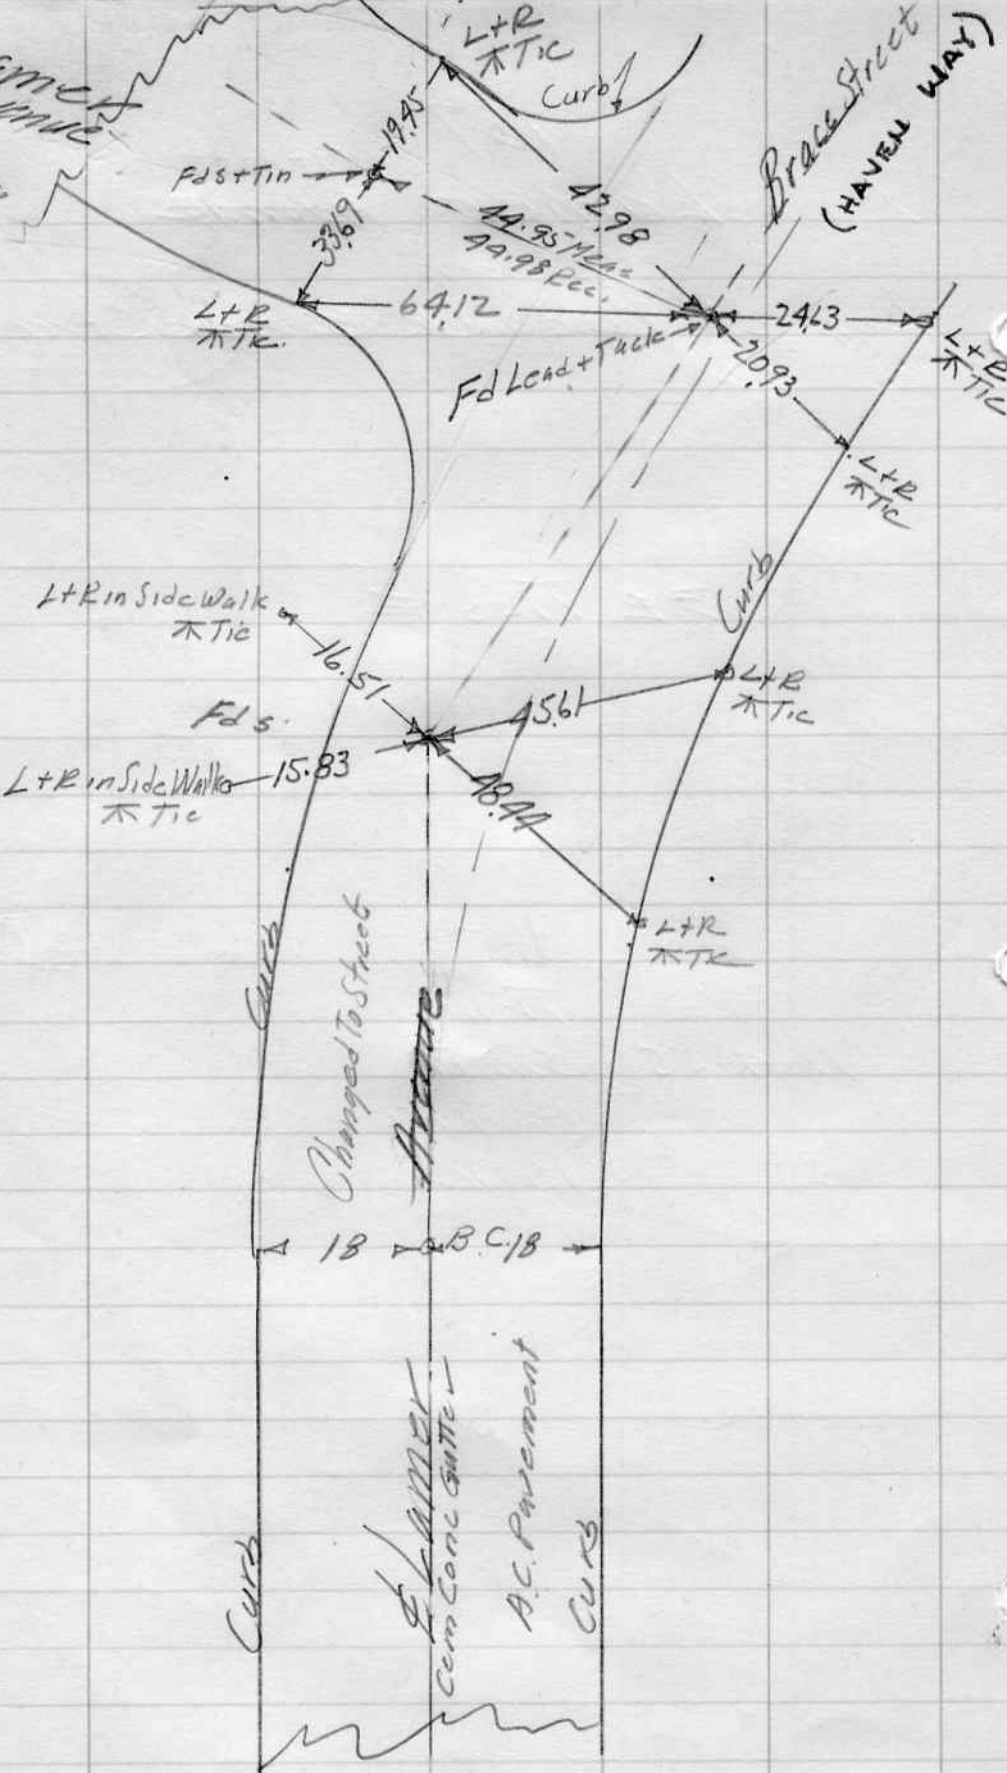 L+R
⊼ Tic
Curb
Brace Street
(HAVEN WAY)
19.45
Fd s+Tin
33.69
42.98
44.95 Meas
44.98 Rec.
L+R
⊼ Tic.
64.12
24.63
L+R
⊼ Tic
Fd Lead+Tack
20.93
L+R
⊼ Tic
Curb
L+R in SideWalk
⊼ Tic
16.51
45.61
L+R
⊼ Tic
Fd s.
L+R in SideWalk
⊼ Tic
15.83
48.44
L+R
⊼ Tic
Curb
Changed To Street
Avenue
18
B.C.
18
Curb
℄ Lamer
Cem Conc Gutter
A.C. Pavement
Curb